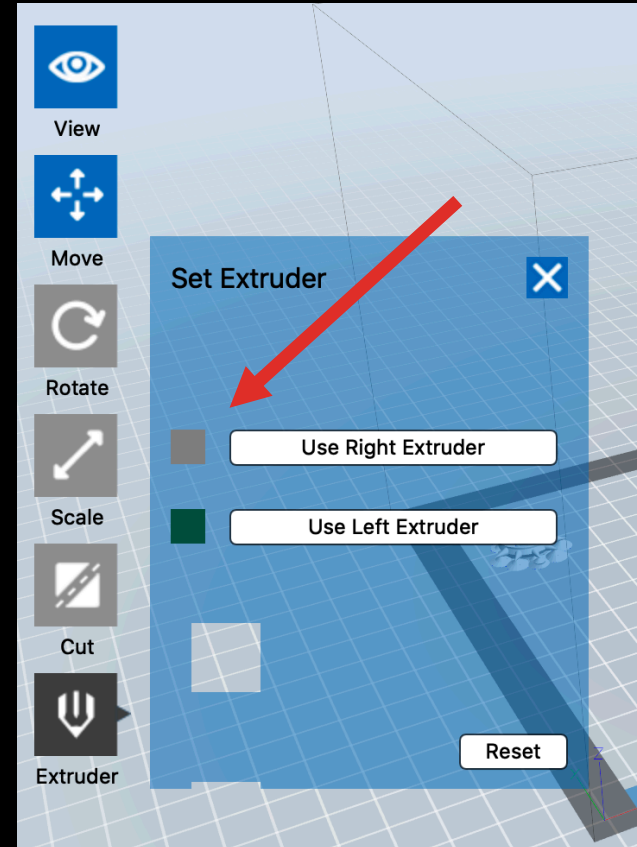 View
Move
Set Extruder
Rotate
Use Right Extruder
Scale
Use Left Extruder
Cut
Reset
Extruder
Z